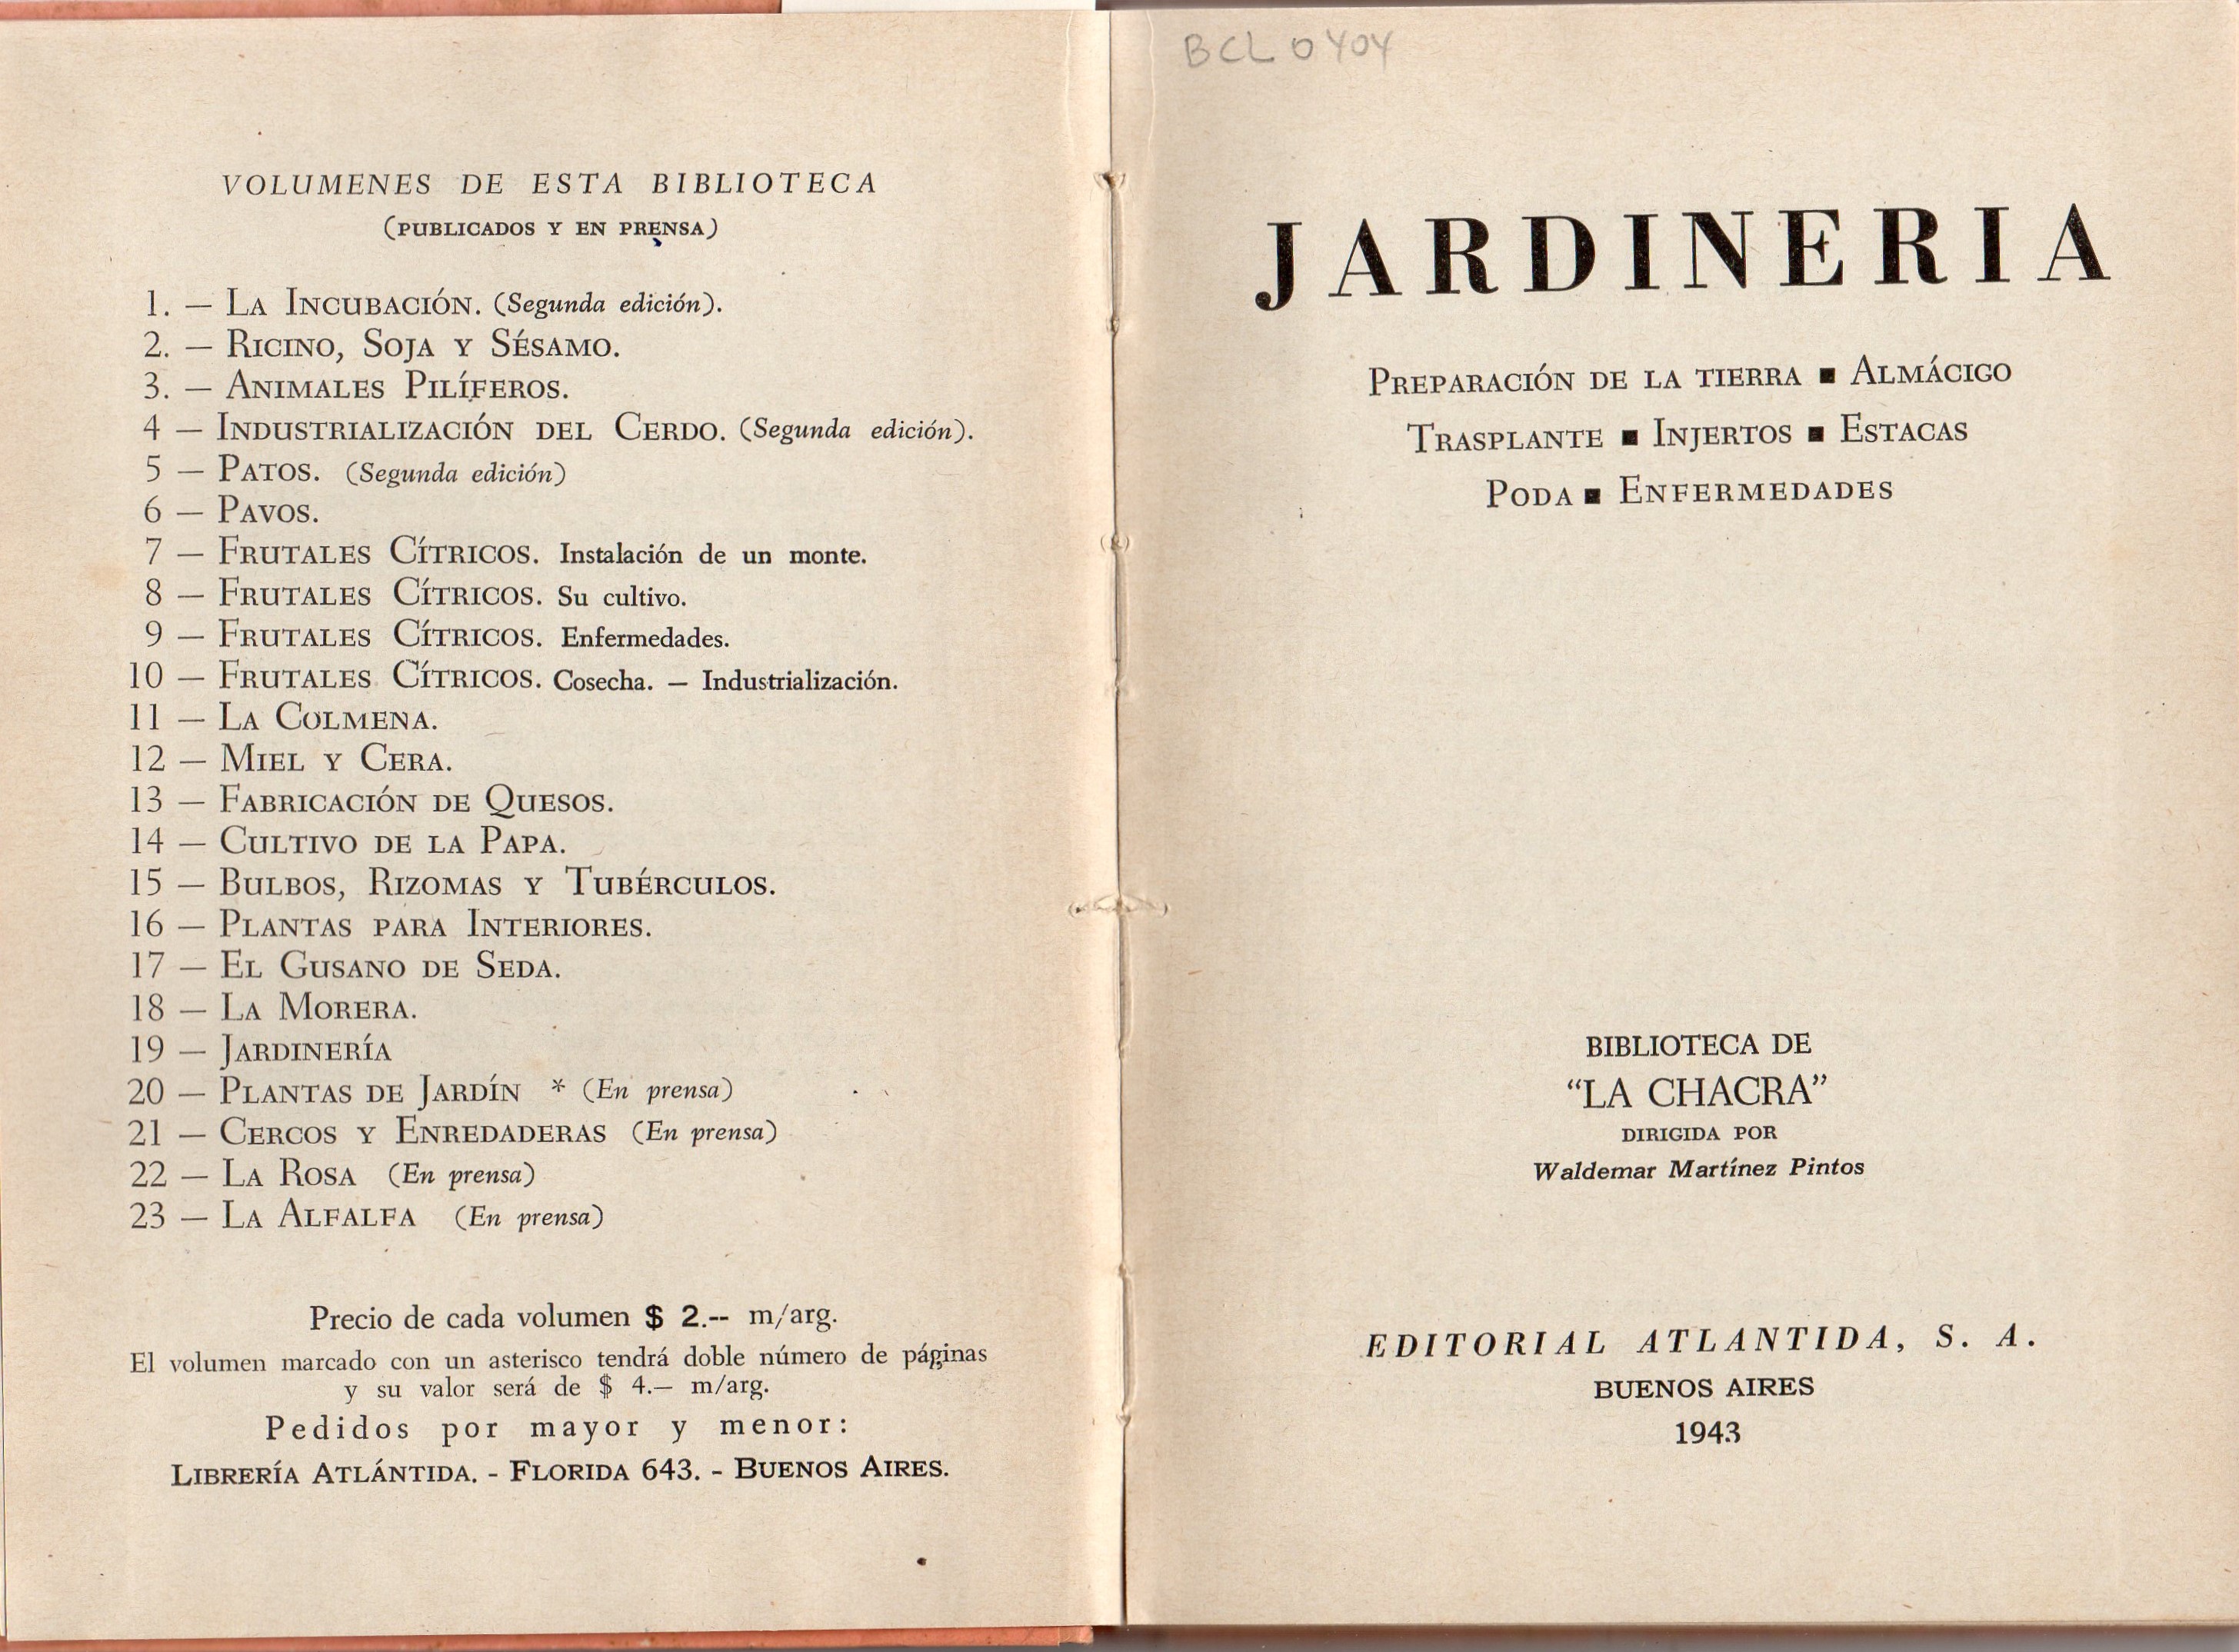 VOLUMENES DE ESTA BIBLIOTECA
(PUBLICADOS Y EN PRENSA)
1. — LA INCUBACIÓN. (Segunda edición).
2. — RICINO, SOJA Y SÉSAMO.
3. — ANIMALES PILÍFEROS.
4 — INDUSTRIALIZACIÓN DEL CERDO. (Segunda edición).
5 — PATOS. (Segunda edición)
6 — PAVOS.
7 — FRUTALES CÍTRICOS. Instalación de un monte.
8 — FRUTALES CÍTRICOS. Su cultivo.
9 — FRUTALES CÍTRICOS. Enfermedades.
10 — FRUTALES CÍTRICOS. Cosecha. — Industrialización.
11 — LA COLMENA.
12 — MIEL Y CERA.
13 — FABRICACIÓN DE QUESOS.
14 — CULTIVO DE LA PAPA.
15 — BULBOS, RIZOMAS Y TUBÉRCULOS.
16 — PLANTAS PARA INTERIORES.
17 — EL GUSANO DE SEDA.
18 — LA MORERA.
19 — JARDINERÍA
20 — PLANTAS DE JARDÍN * (En prensa)
21 — CERCOS Y ENREDADERAS (En prensa)
22 — LA ROSA (En prensa)
23 — LA ALFALFA (En prensa)
Precio de cada volumen $ 2.-- m/arg.
El volumen marcado con un asterisco tendrá doble número de páginas
y su valor será de $ 4.— m/arg.
Pedidos por mayor y menor:
LIBRERÍA ATLÁNTIDA. - FLORIDA 643. - BUENOS AIRES.
BCL 0404
JARDINERIA
PREPARACIÓN DE LA TIERRA ■ ALMÁCIGO
TRASPLANTE ■ INJERTOS ■ ESTACAS
PODA ■ ENFERMEDADES
BIBLIOTECA DE
“LA CHACRA”
DIRIGIDA POR
Waldemar Martínez Pintos
EDITORIAL ATLANTIDA, S. A.
BUENOS AIRES
1943